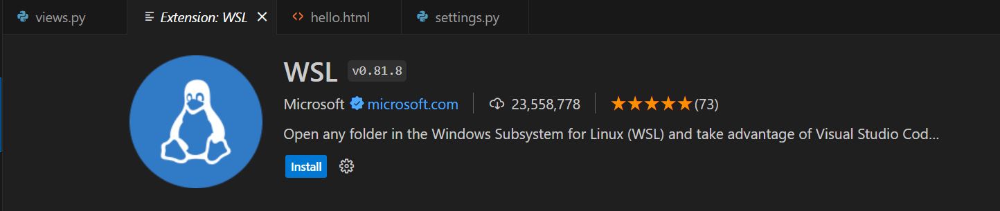 views.py Extension: WSL hello.html settings.py
WSL v0.81.8
Microsoft microsoft.com 23,558,778 (73)
Open any folder in the Windows Subsystem for Linux (WSL) and take advantage of Visual Studio Cod...
Install